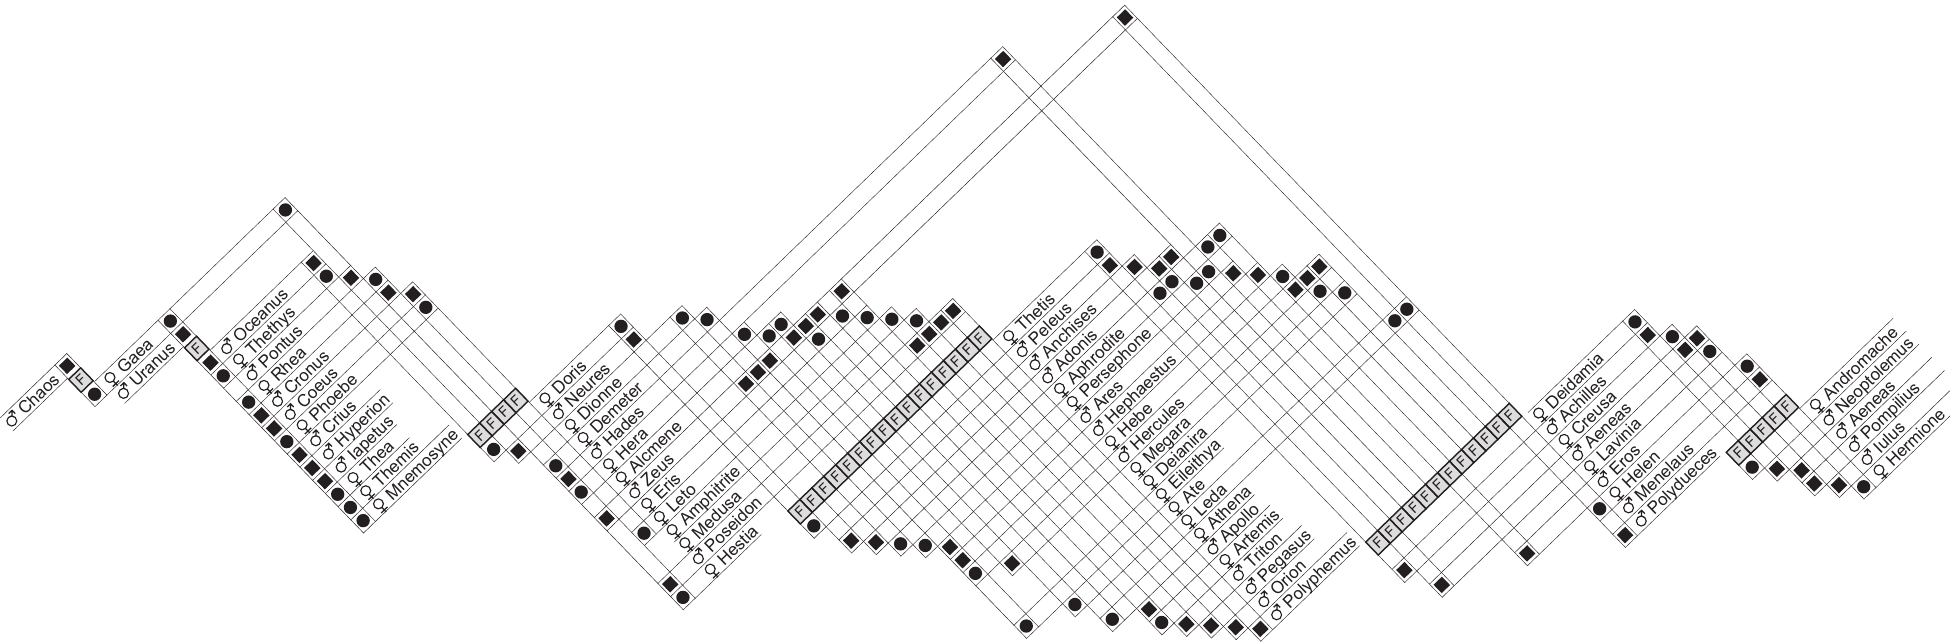 ♂ Chaos
F
♀ Gaea
♂ Uranus
F
♂ Oceanus
♀ Thethys
♂ Pontus
♀ Rhea
♂ Cronus
♂ Coeus
♀ Phoebe
♂ Crius
♂ Hyperion
♂ Iapetus
♀ Thea
♀ Themis
♀ Mnemosyne
F F F F
♀ Doris
♂ Neures
♀ Dionne
♀ Demeter
♂ Hades
♀ Hera
♀ Alcmene
♂ Zeus
♀ Eris
♀ Leto
♀ Amphitrite
♀ Medusa
♂ Poseidon
♀ Hestia
F F F F F F F F F F F F F F F
♀ Thetis
♂ Peleus
♂ Anchises
♂ Adonis
♀ Aphrodite
♀ Persephone
♂ Ares
♂ Hephaestus
♀ Hebe
♂ Hercules
♀ Megara
♀ Deianira
♀ Eileithya
♀ Ate
♀ Leda
♀ Athena
♂ Apollo
♀ Artemis
♂ Triton
♂ Pegasus
♂ Orion
♂ Polyphemus
F F F F F F F F F F F
♀ Deidamia
♂ Achilles
♀ Creusa
♂ Aeneas
♀ Lavinia
♂ Eros
♀ Helen
♂ Menelaus
♂ Polydueces
F F F F F
♀ Andromache
♂ Neoptolemus
♂ Aeneas
♂ Pompilius
♂ Iulus
♀ Hermione